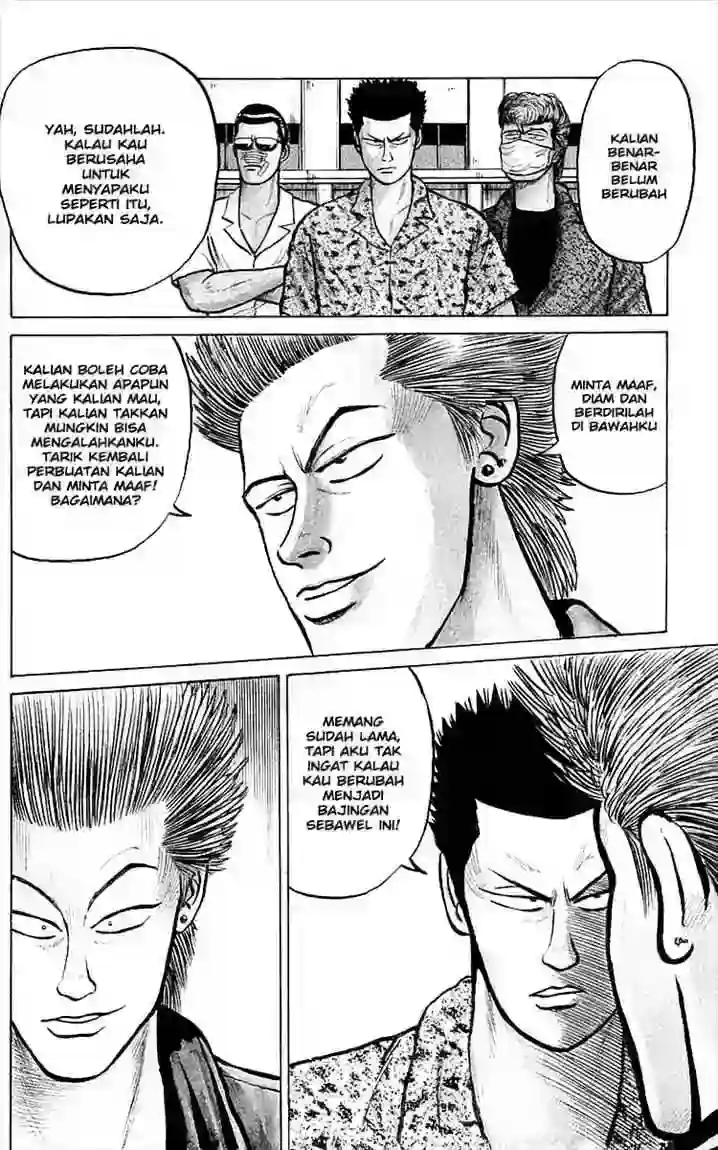 KALIAN
BENAR-
BENAR
BELUM
BERUBAH
YAH, SUDAHLAH.
KALAU KAU
BERUSAHA
UNTUK
MENYAPAKU
SEPERTI ITU,
LUPAKAN SAJA.
MINTA MAAF,
DIAM DAN
BERDIRILAH
DI BAWAHKU
KALIAN BOLEH COBA
MELAKUKAN APAPUN
YANG KALIAN MAU,
TAPI KALIAN TAKKAN
MUNGKIN BISA
MENGALAHKANKU.
TARIK KEMBALI
PERBUATAN KALIAN
DAN MINTA MAAF!
BAGAIMANA?
MEMANG
SUDAH LAMA,
TAPI AKU TAK
INGAT KALAU
KAU BERUBAH
MENJADI
BAJINGAN
SEBAWEL INI!